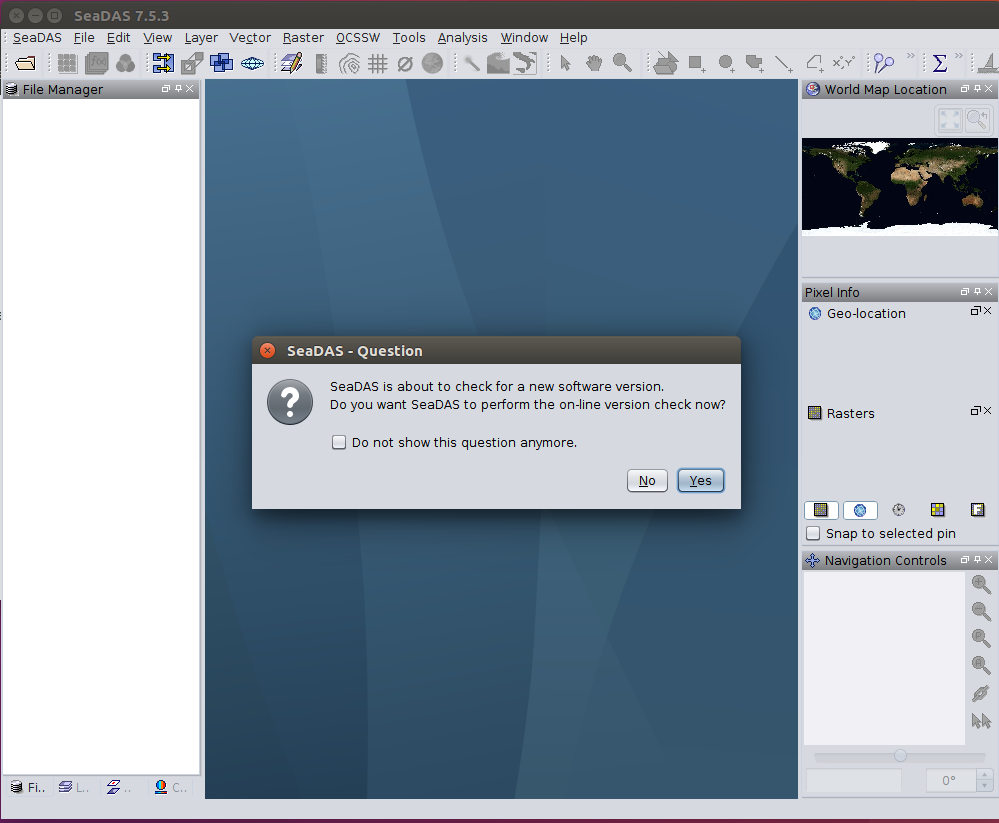 SeaDAS 7.5.3
SeaDAS File Edit View Layer Vector Raster OCSSW Tools Analysis Window Help
File Manager
World Map Location
Pixel Info
Geo-location
SeaDAS - Question
SeaDAS is about to check for a new software version.
Do you want SeaDAS to perform the on-line version check now?
Do not show this question anymore.
No Yes
Rasters
Snap to selected pin
Navigation Controls
0°
Fi.. L.. .. C..